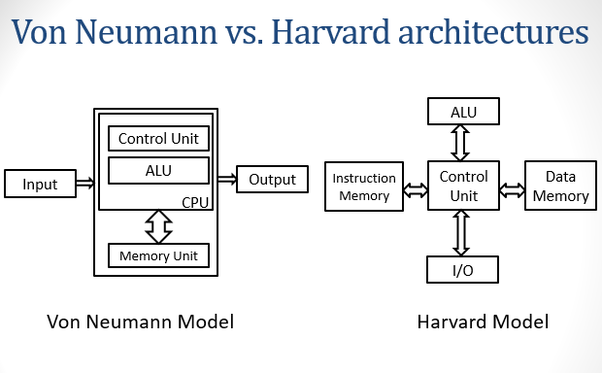 Von Neumann vs. Harvard architectures
Input
Control Unit
ALU
CPU
Memory Unit
Output
Von Neumann Model
ALU
Instruction
Memory
Control
Unit
Data
Memory
I/O
Harvard Model